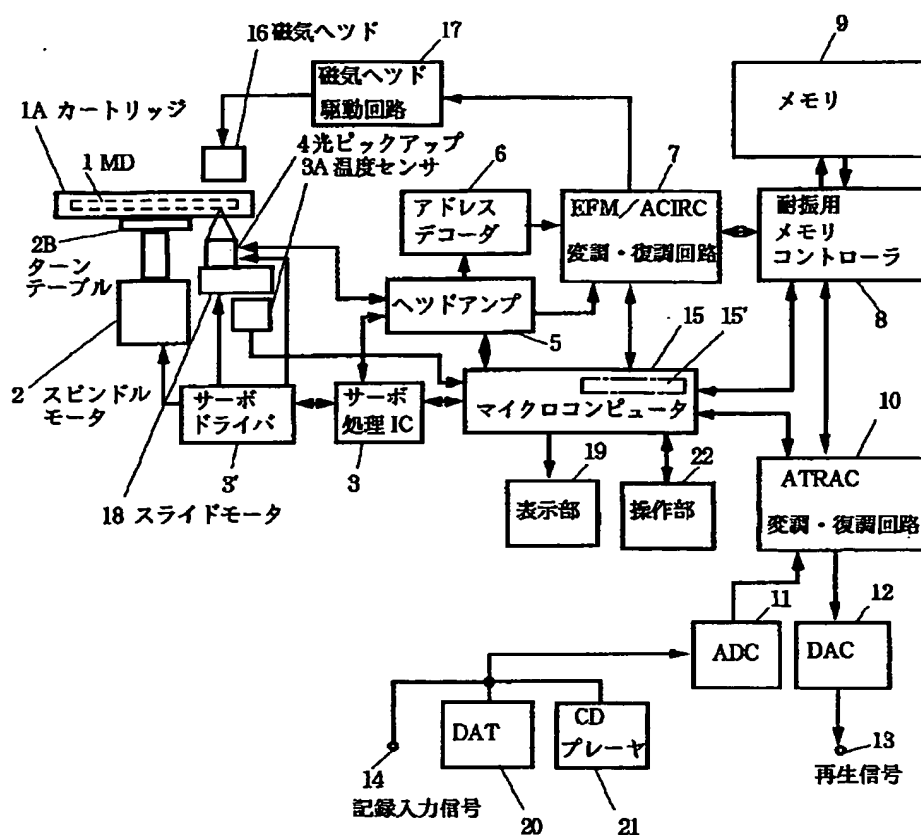 16 磁気ヘツド
17
9
磁気ヘツド
駆動回路
メモリ
1A カートリッジ
1 MD
4光ピックアップ
3A 温度センサ
6
7
アドレス
デコーダ
EFM／ACIRC
変調・復調回路
耐振用
メモリ
コントローラ
2B
ターン
テーブル
ヘッドアンプ
5
15
15'
8
2 スピンドル
モータ
サーボ
ドライバ
サーボ
処理 IC
マイクロコンピュータ
10
3'
3
19
22
18 スライドモータ
表示部
操作部
ATRAC
変調・復調回路
11
12
ADC
DAC
DAT
CD
プレーヤ
14
記録入力信号
20
21
13
再生信号